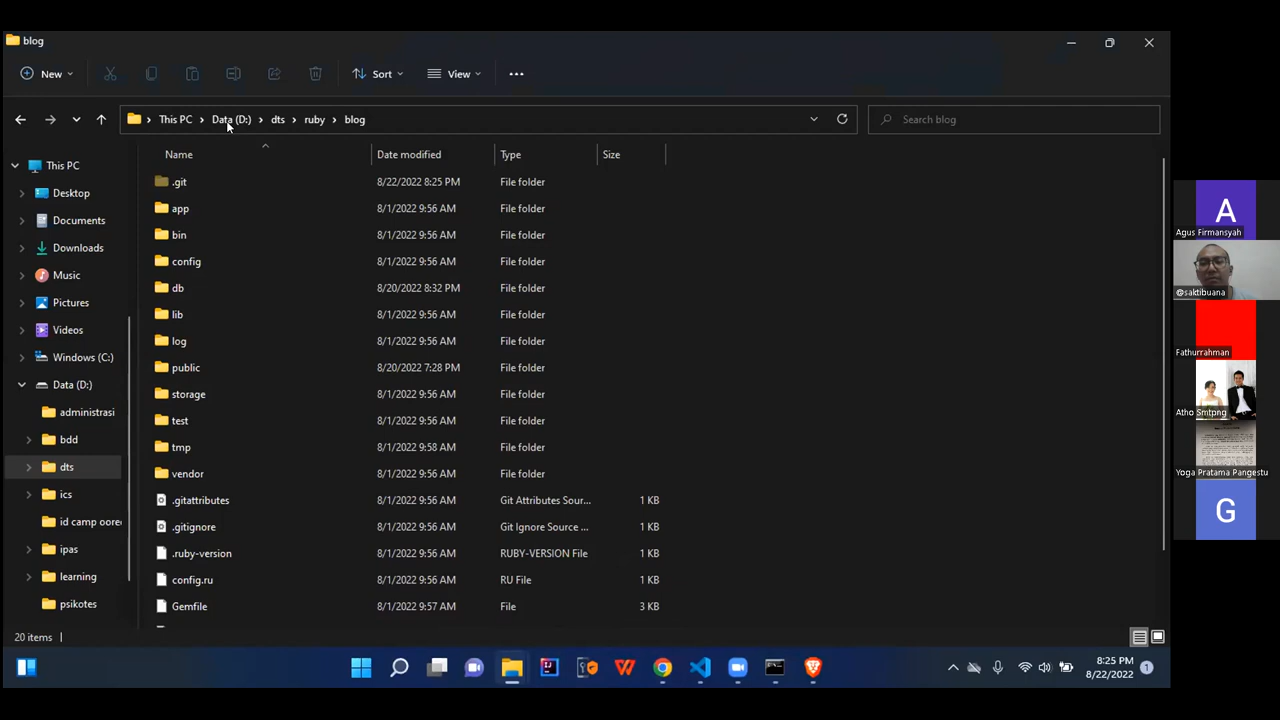 blog
New
Sort
View
This PC
Data (D:)
dts
ruby
blog
Search blog
Name
Date modified
Type
Size
This PC
Desktop
Documents
Downloads
Music
Pictures
Videos
Windows (C:)
Data (D:)
administrasi
bdd
dts
ics
id camp oore
ipas
learning
psikotes
.git 8/22/2022 8:25 PM File folder
app 8/1/2022 9:56 AM File folder
bin 8/1/2022 9:56 AM File folder
config 8/1/2022 9:56 AM File folder
db 8/20/2022 8:32 PM File folder
lib 8/1/2022 9:56 AM File folder
log 8/1/2022 9:56 AM File folder
public 8/20/2022 7:28 PM File folder
storage 8/1/2022 9:56 AM File folder
test 8/1/2022 9:56 AM File folder
tmp 8/1/2022 9:58 AM File folder
vendor 8/1/2022 9:56 AM File folder
.gitattributes 8/1/2022 9:56 AM Git Attributes Sour... 1 KB
.gitignore 8/1/2022 9:56 AM Git Ignore Source ... 1 KB
.ruby-version 8/1/2022 9:56 AM RUBY-VERSION File 1 KB
config.ru 8/1/2022 9:56 AM RU File 1 KB
Gemfile 8/1/2022 9:57 AM File 3 KB
20 items
8:25 PM
8/22/2022
1
A
Agus Firmansyah
@saktibuana
Fathurrahman
Atho Smtpng
Yoga Pratama Pangestu
G